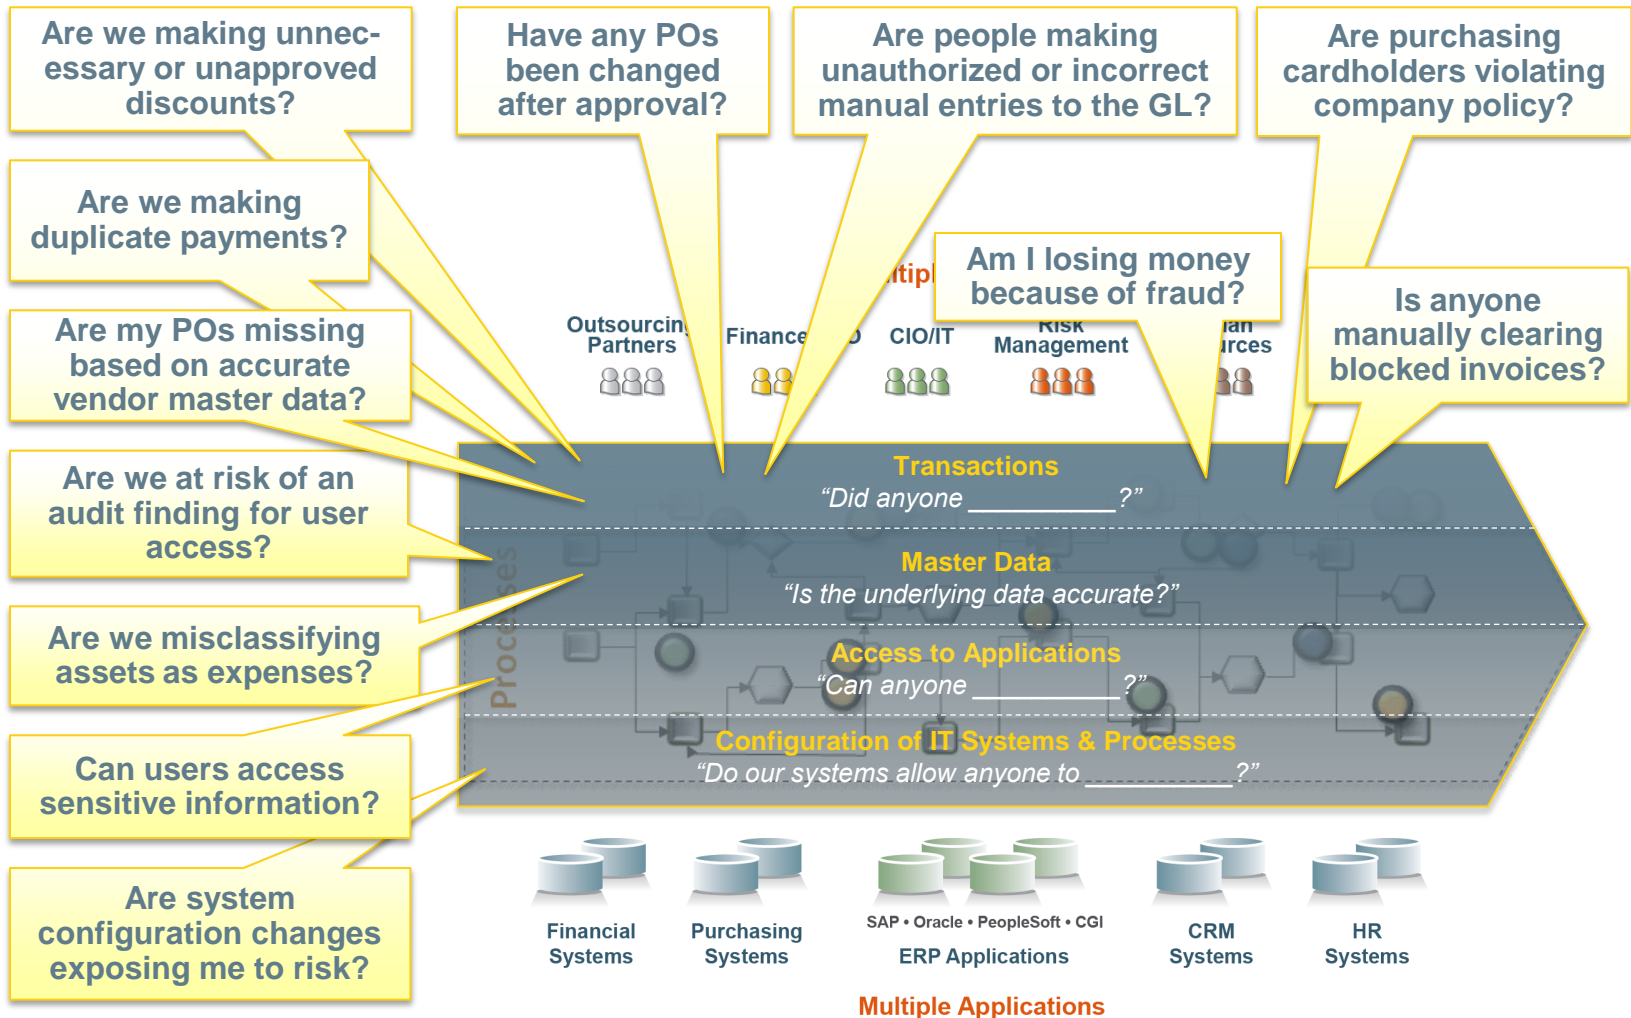 Are we making unnec-
essary or unapproved
discounts?
Have any POs
been changed
after approval?
Are people making
unauthorized or incorrect
manual entries to the GL?
Are purchasing
cardholders violating
company policy?
Are we making
duplicate payments?
Am I losing money
because of fraud?
Is anyone
manually clearing
blocked invoices?
Are my POs missing
based on accurate
vendor master data?
Outsourcing
Partners
Finance
CIO/IT
Risk
Management
Are we at risk of an
audit finding for user
access?
Are we misclassifying
assets as expenses?
Can users access
sensitive information?
Are system
configuration changes
exposing me to risk?
Processes
Transactions
“Did anyone __________?”
Master Data
“Is the underlying data accurate?”
Access to Applications
“Can anyone __________?”
Configuration of IT Systems & Processes
“Do our systems allow anyone to __________?”
Financial
Systems
Purchasing
Systems
SAP • Oracle • PeopleSoft • CGI
ERP Applications
CRM
Systems
HR
Systems
Multiple Applications